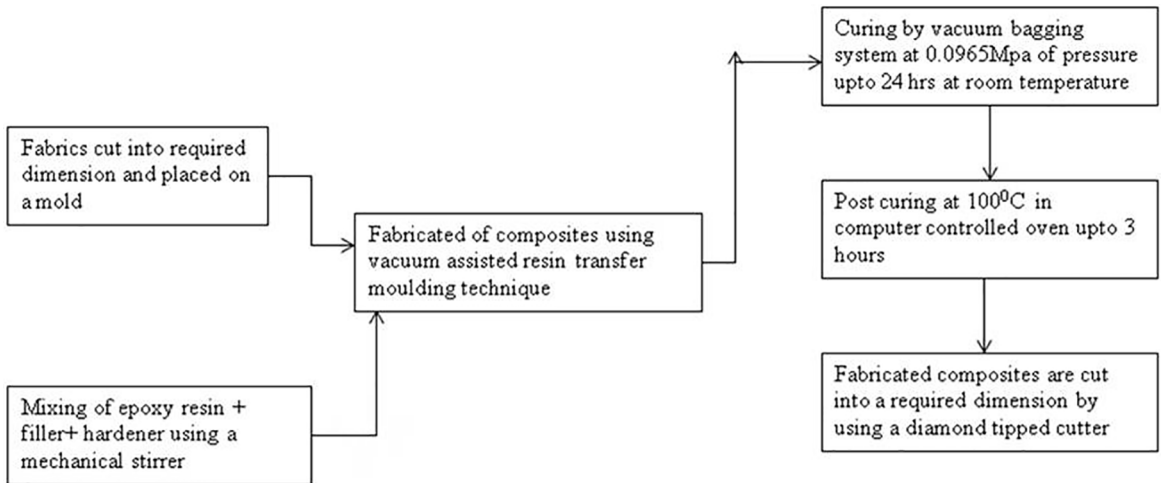 Fabrics cut into required
dimension and placed on
a mold
Mixing of epoxy resin +
filler+ hardener using a
mechanical stirrer
Fabricated of composites using
vacuum assisted resin transfer
moulding technique
Curing by vacuum bagging
system at 0.0965Mpa of pressure
upto 24 hrs at room temperature
Post curing at 100⁰C in
computer controlled oven upto 3
hours
Fabricated composites are cut
into a required dimension by
using a diamond tipped cutter